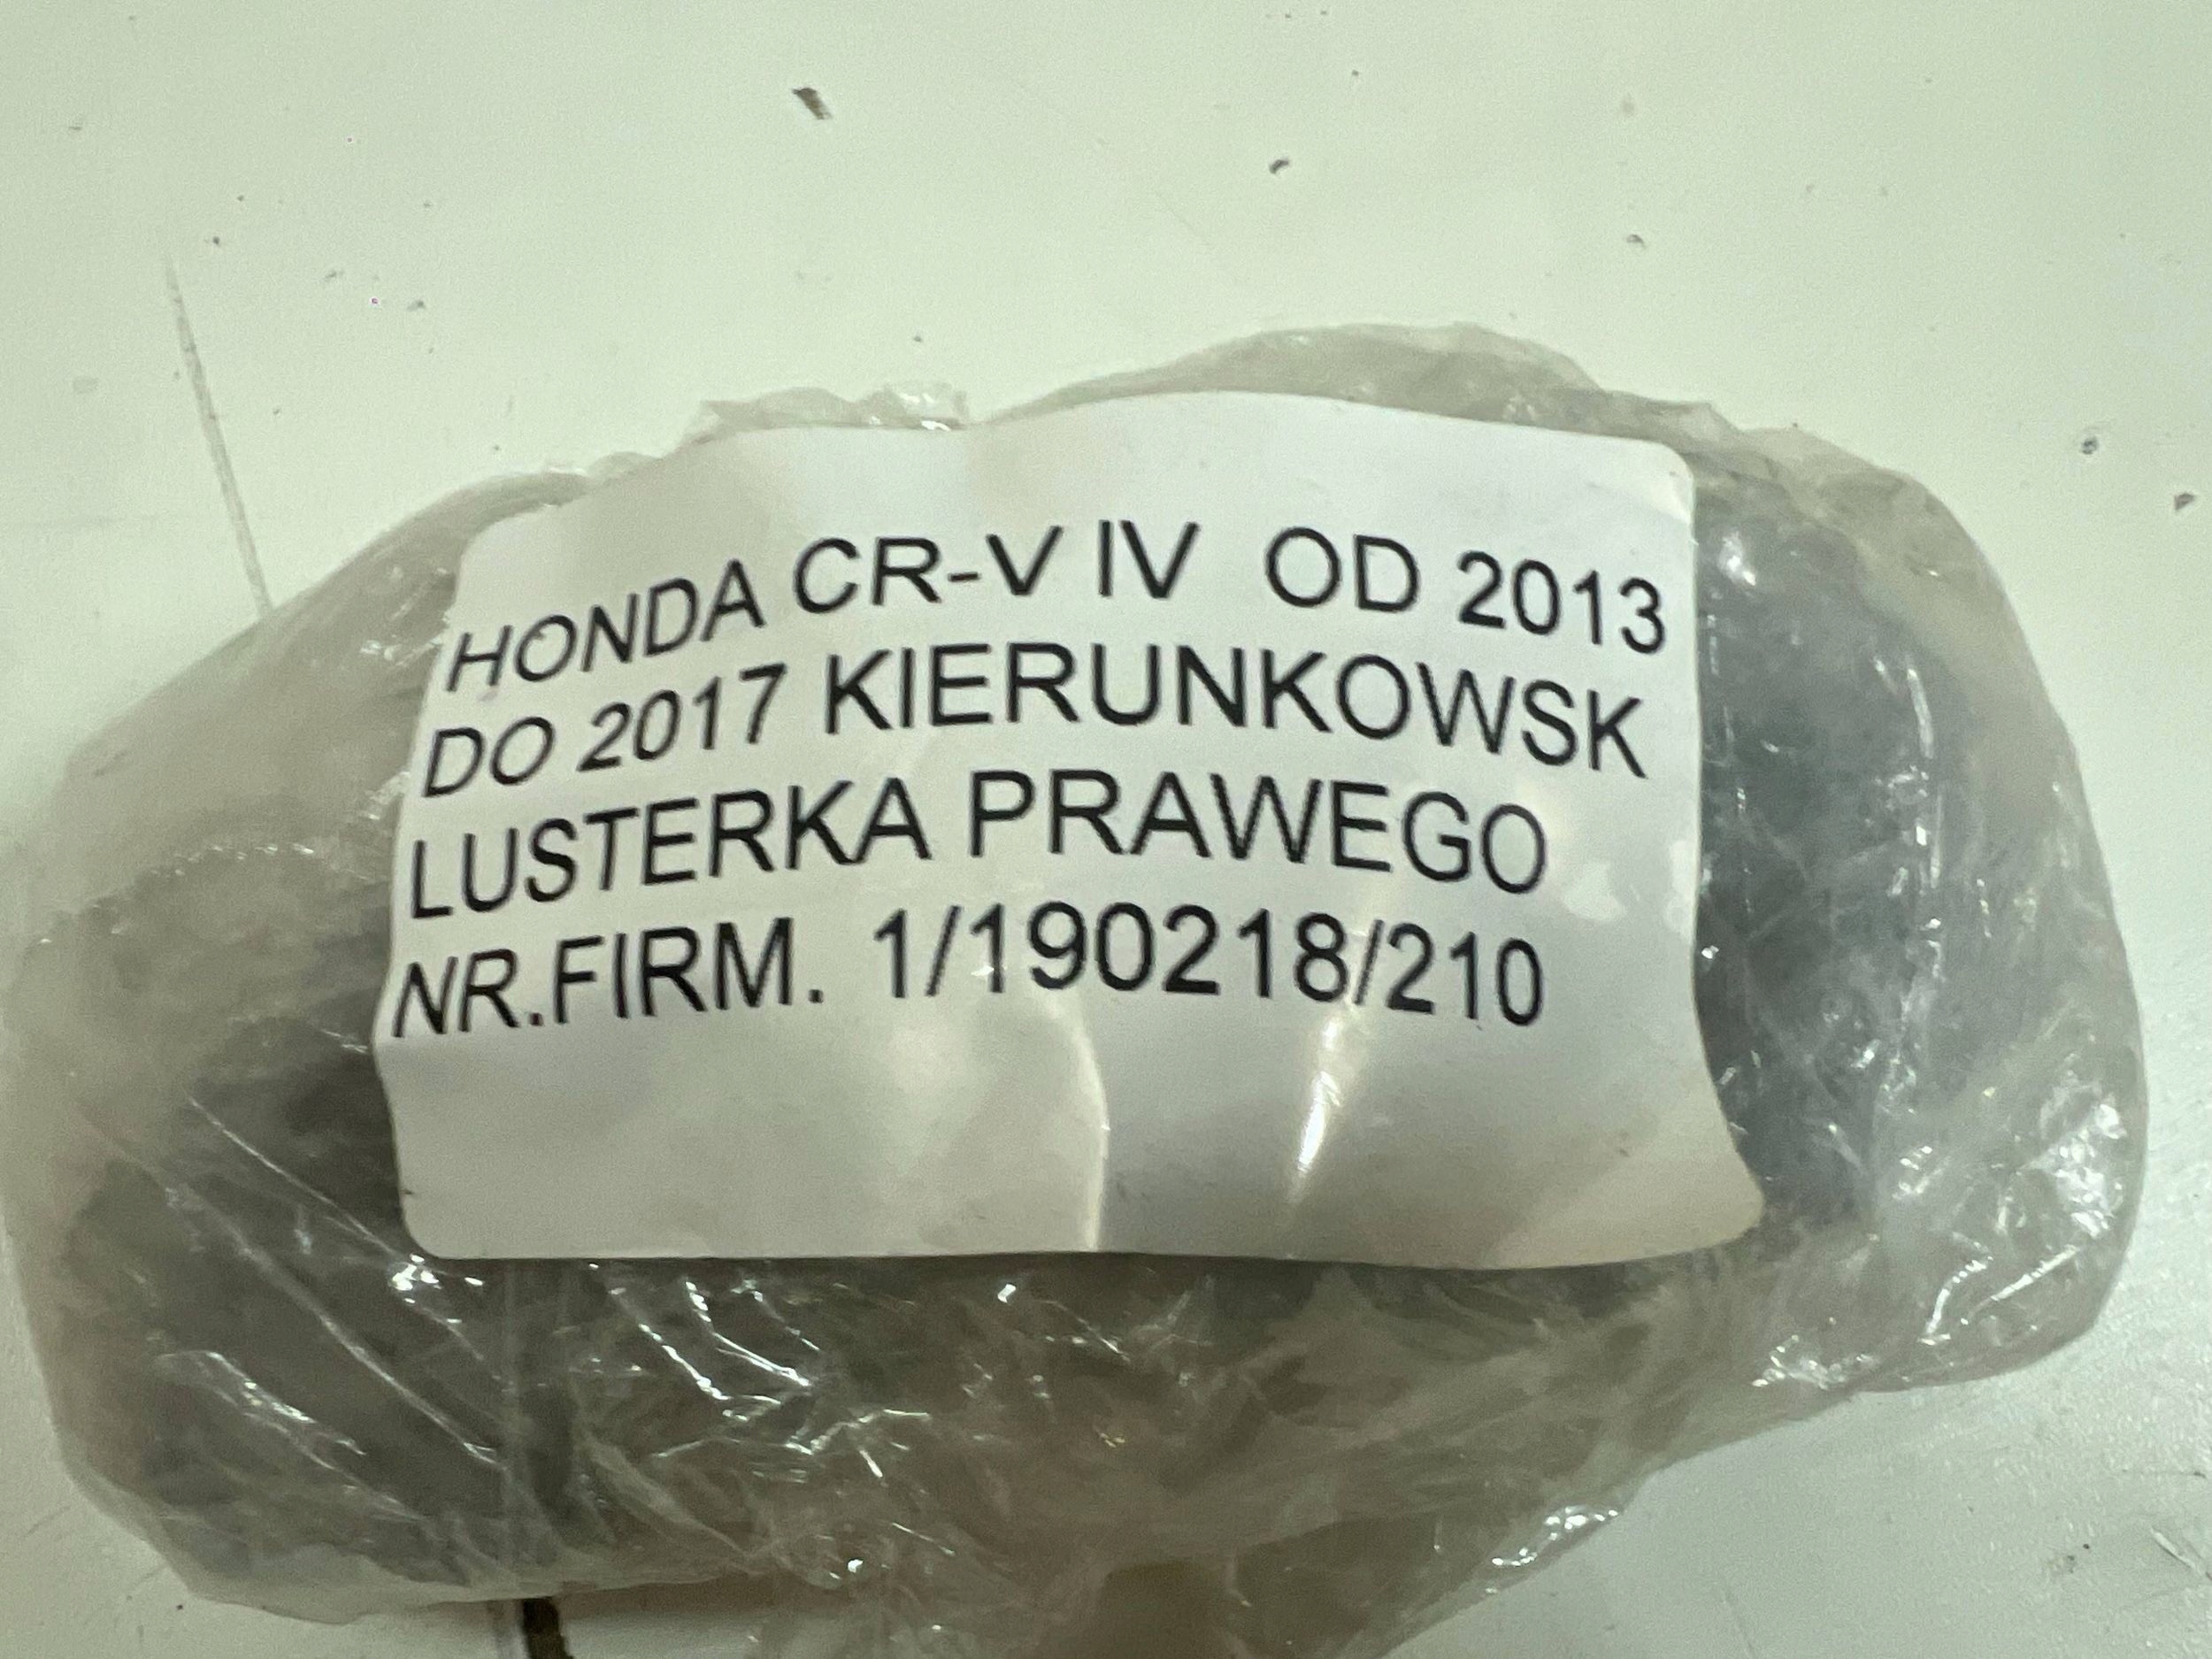 HONDA CR-V IV OD 2013
DO 2017 KIERUNKOWSK
LUSTERKA PRAWEGO
NR.FIRM. 1/190218/210